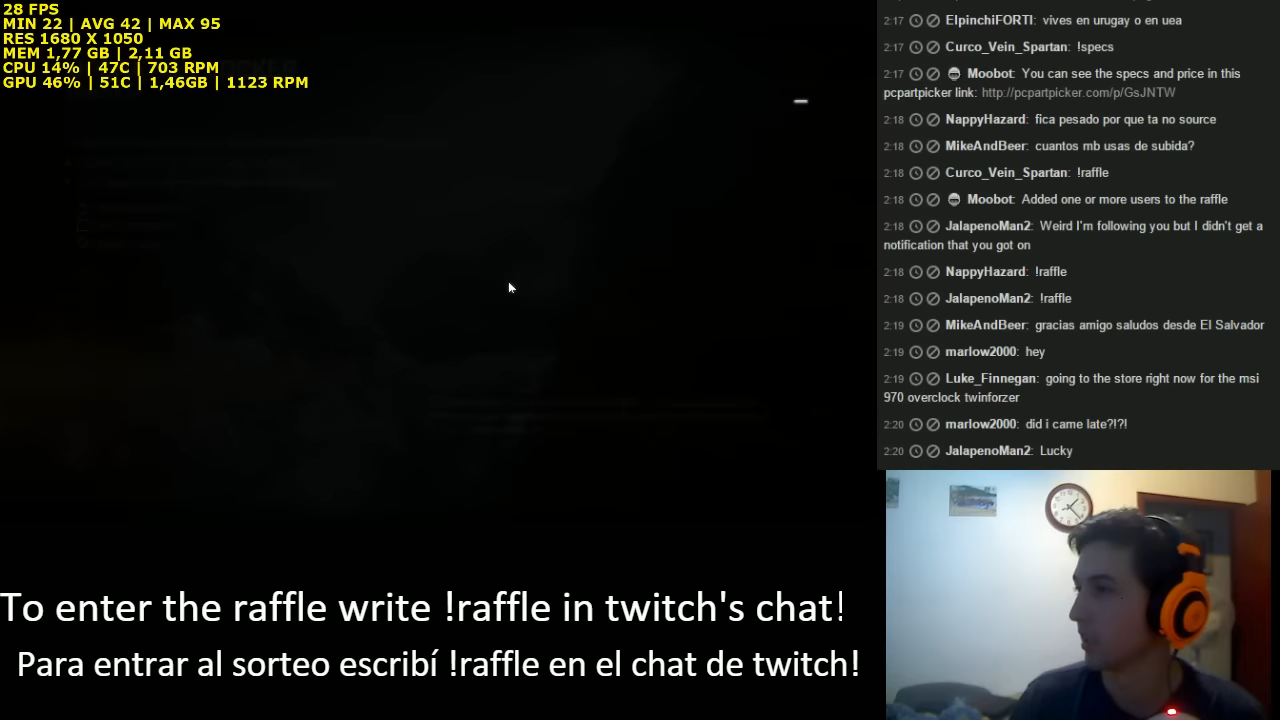 28 FPS
MIN 22 | AVG 42 | MAX 95
RES 1680 X 1050
MEM 1,77 GB | 2,11 GB
CPU 14% | 47C | 703 RPM
GPU 46% | 51C | 1,46GB | 1123 RPM
2:17 ElpinchiFORTI: vives en urugay o en uea
2:17 Curco_Vein_Spartan: !specs
2:17 Moobot: You can see the specs and price in this
pcpartpicker link: http://pcpartpicker.com/p/GsJNTW
2:18 NappyHazard: fica pesado por que ta no source
2:18 MikeAndBeer: cuantos mb usas de subida?
2:18 Curco_Vein_Spartan: !raffle
2:18 Moobot: Added one or more users to the raffle
2:18 JalapenoMan2: Weird I'm following you but I didn't get a
notification that you got on
2:18 NappyHazard: !raffle
2:18 JalapenoMan2: !raffle
2:19 MikeAndBeer: gracias amigo saludos desde El Salvador
2:19 marlow2000: hey
2:19 Luke_Finnegan: going to the store right now for the msi
970 overclock twinforzer
2:20 marlow2000: did i came late?!?!
2:20 JalapenoMan2: Lucky
To enter the raffle write !raffle in twitch's chat!
Para entrar al sorteo escribí !raffle en el chat de twitch!